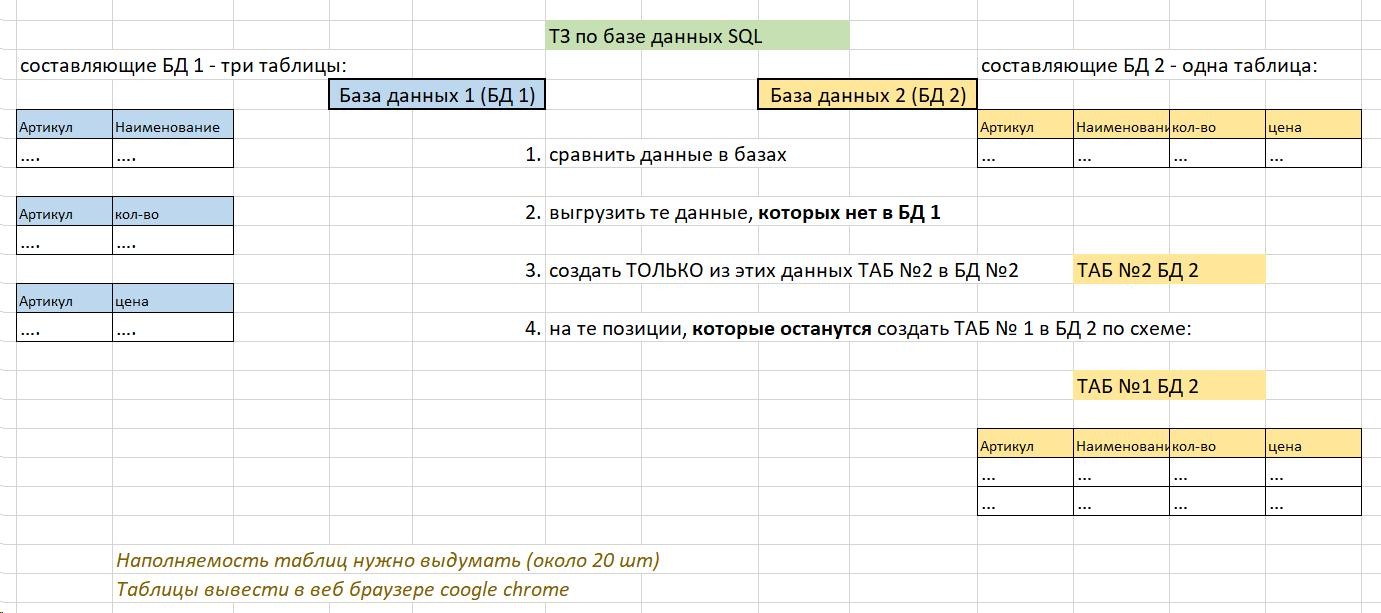 ТЗ по базе данных SQL
составляющие БД 1 - три таблицы:
составляющие БД 2 - одна таблица:
База данных 1 (БД 1)
База данных 2 (БД 2)
Артикул Наименование
.... ....
Артикул Наименовани кол-во цена
... ... ... ...
1. сравнить данные в базах
Артикул кол-во
.... ....
2. выгрузить те данные, которых нет в БД 1
3. создать ТОЛЬКО из этих данных ТАБ №2 в БД №2
ТАБ №2 БД 2
Артикул цена
.... ....
4. на те позиции, которые останутся создать ТАБ № 1 в БД 2 по схеме:
ТАБ №1 БД 2
Артикул Наименовани кол-во цена
... ... ... ...
... ... ... ...
Наполняемость таблиц нужно выдумать (около 20 шт)
Таблицы вывести в веб браузере coogle chrome